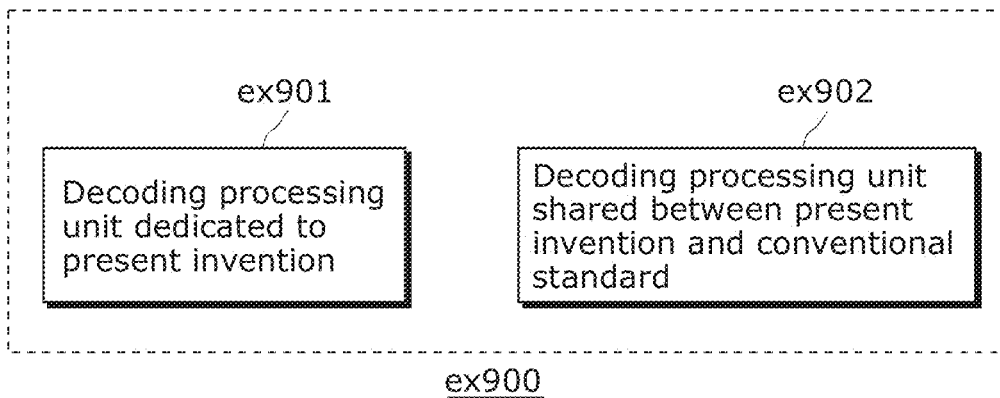 ex901
Decoding processing
unit dedicated to
present invention
ex902
Decoding processing unit
shared between present
invention and conventional
standard
ex900